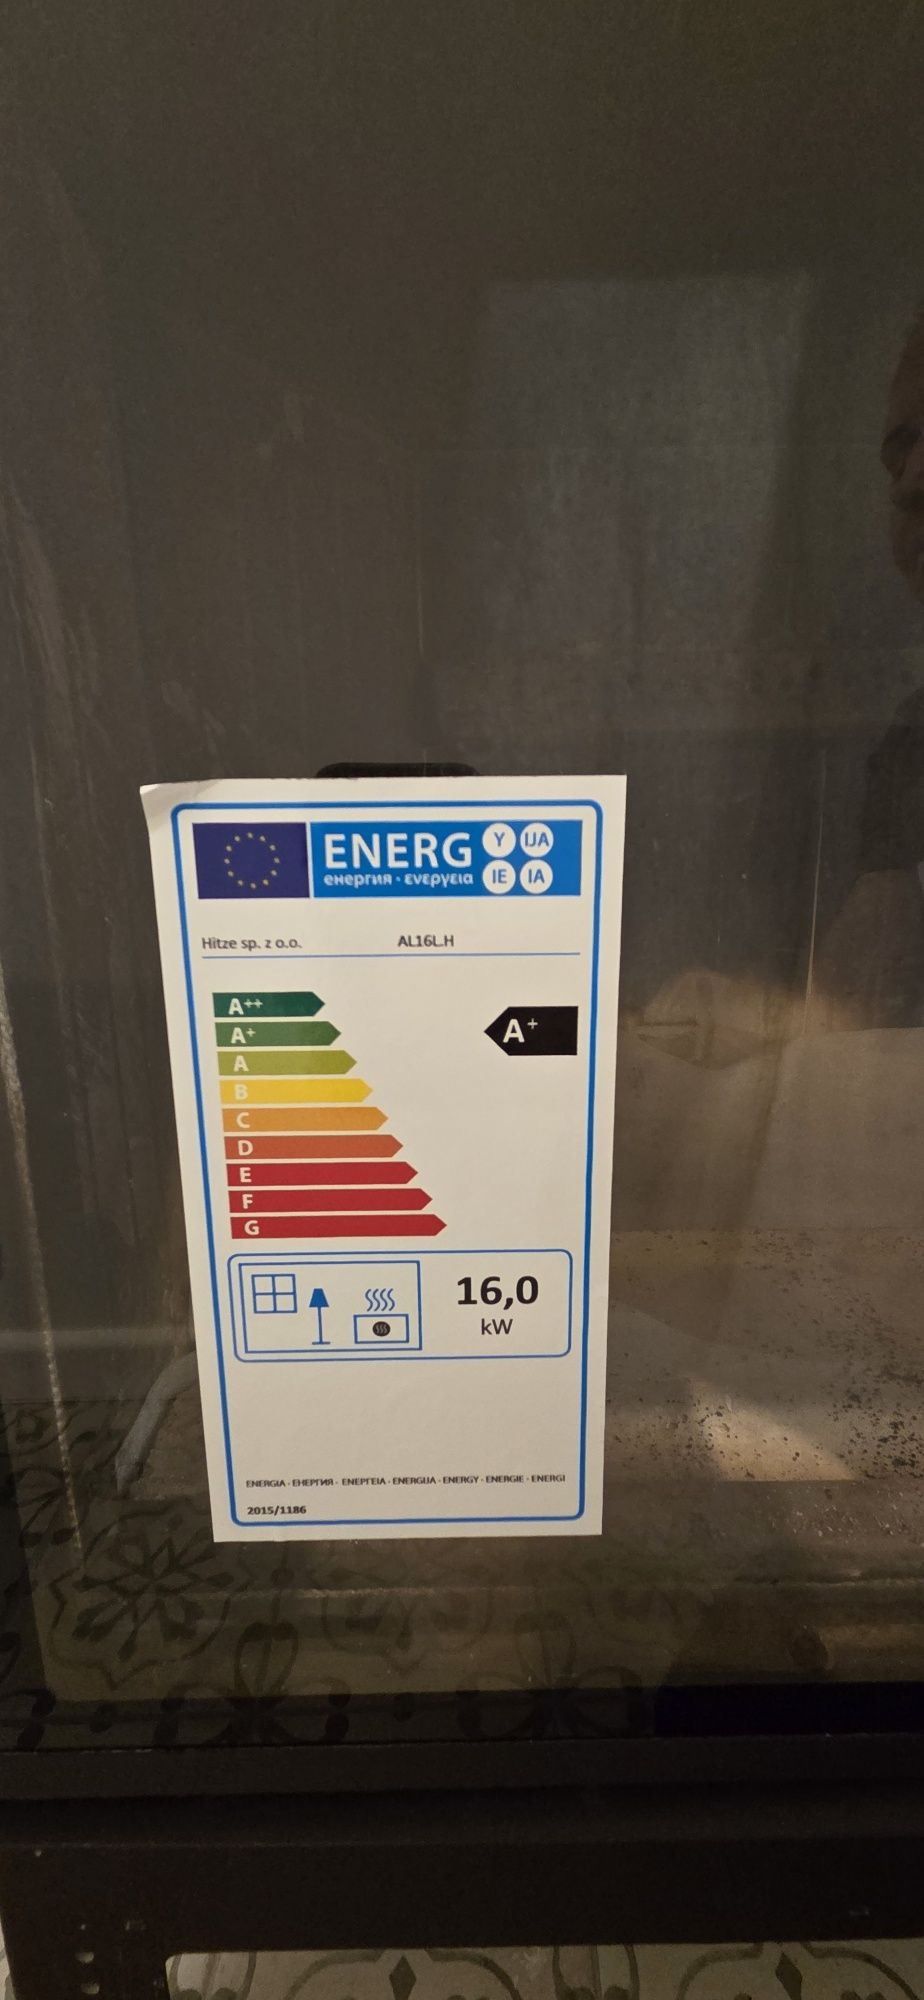 ENERG Y IJA
енергия · ενεργεια IE IA
Hitze sp. z o.o. AL16L.H
A++
A+ A+
A
B
C
D
E
F
G
16,0
kW
ENERGIA · ЕНЕРГИЯ · ΕΝΕΡΓΕΙΑ · ENERGIJA · ENERGY · ENERGIE · ENERGI
2015/1186